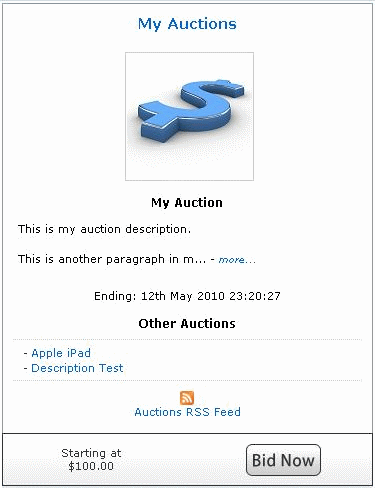 My Auctions
My Auction
This is my auction description.
This is another paragraph in m... - more...
Ending: 12th May 2010 23:20:27
Other Auctions
- Apple iPad
- Description Test
Auctions RSS Feed
Starting at
$100.00
Bid Now